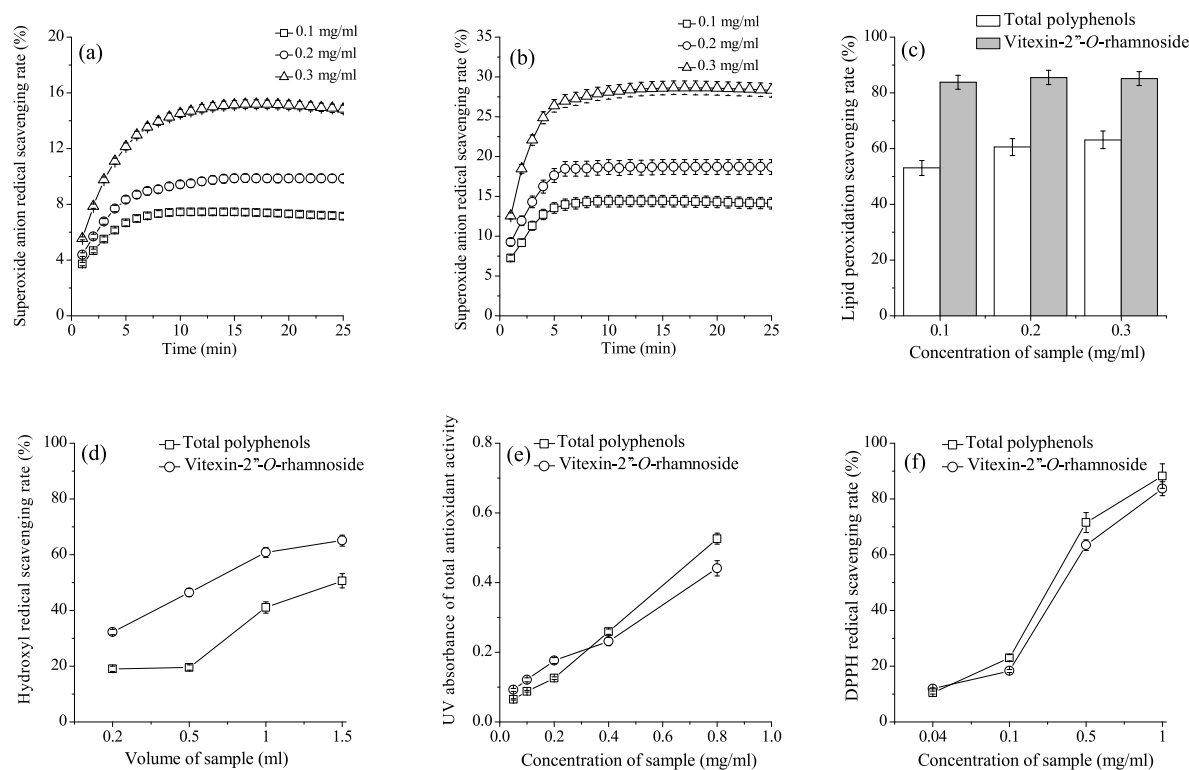 (a)
0.1 mg/ml
0.2 mg/ml
0.3 mg/ml
Superoxide anion redical scavenging rate (%)
20
16
12
8
4
0
0 5 10 15 20 25
Time (min)
(b)
0.1 mg/ml
0.2 mg/ml
0.3 mg/ml
Superoxide anion redical scavenging rate (%)
35
30
25
20
15
10
5
0
0 5 10 15 20 25
Time (min)
(c)
Total polyphenols
Vitexin-2"-O-rhamnoside
Lipid peroxidation scavenging rate (%)
100
80
60
40
20
0
0.1 0.2 0.3
Concentration of sample (mg/ml)
(d)
Total polyphenols
Vitexin-2"-O-rhamnoside
Hydroxyl redical scavenging rate (%)
100
80
60
40
20
0
0.2 0.5 1 1.5
Volume of sample (ml)
(e)
Total polyphenols
Vitexin-2"-O-rhamnoside
UV absorbance of total antioxidant activity
0.8
0.6
0.4
0.2
0.0
0.0 0.2 0.4 0.6 0.8 1.0
Concentration of sample (mg/ml)
(f)
Total polyphenols
Vitexin-2"-O-rhamnoside
DPPH redical scavenging rate (%)
100
80
60
40
20
0
0.04 0.1 0.5 1
Concentration of sample (mg/ml)